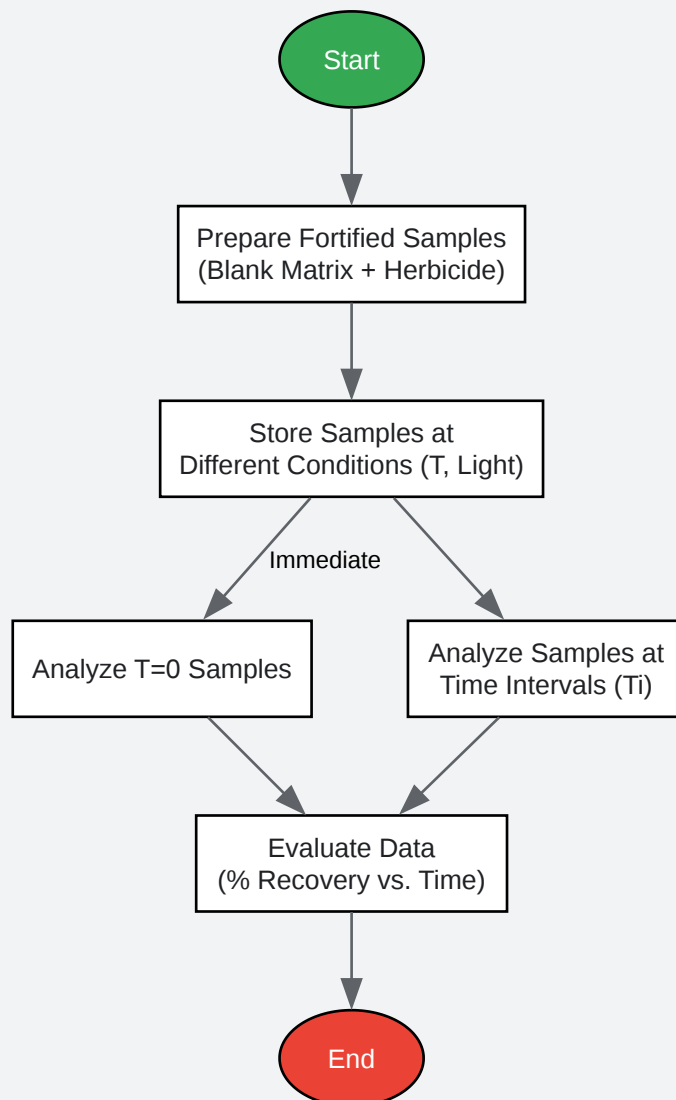 Start
Prepare Fortified Samples
(Blank Matrix + Herbicide)
Store Samples at
Different Conditions (T, Light)
Immediate
Analyze T=0 Samples
Analyze Samples at
Time Intervals (Ti)
Evaluate Data
(% Recovery vs. Time)
End